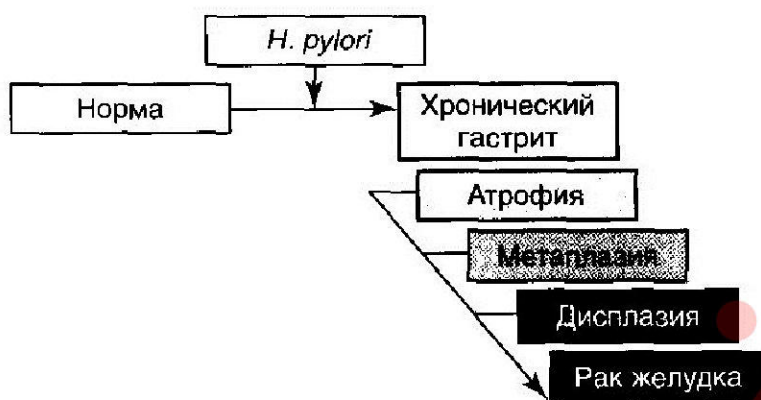 H. pylori
Норма
Хронический
гастрит
Атрофия
Метаплазия
Дисплазия
Рак желудка